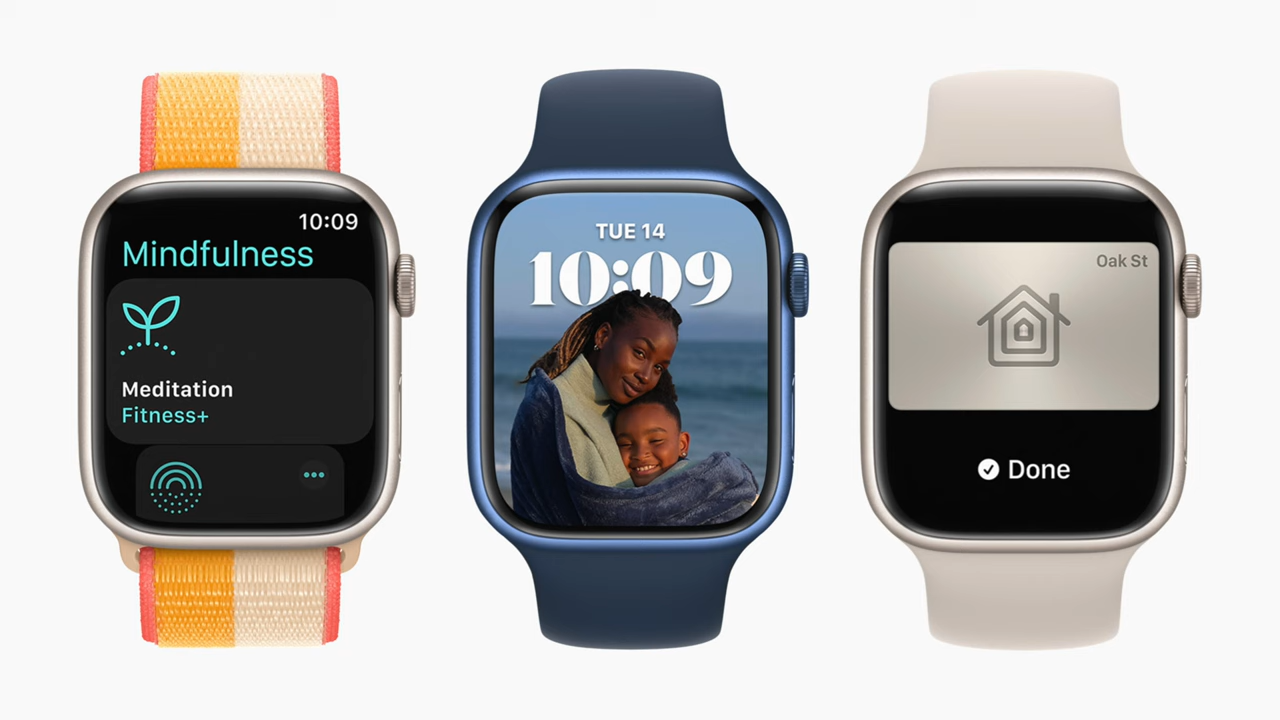 10:09
Mindfulness
Meditation
Fitness+
TUE 14
10:09
Oak St
Done